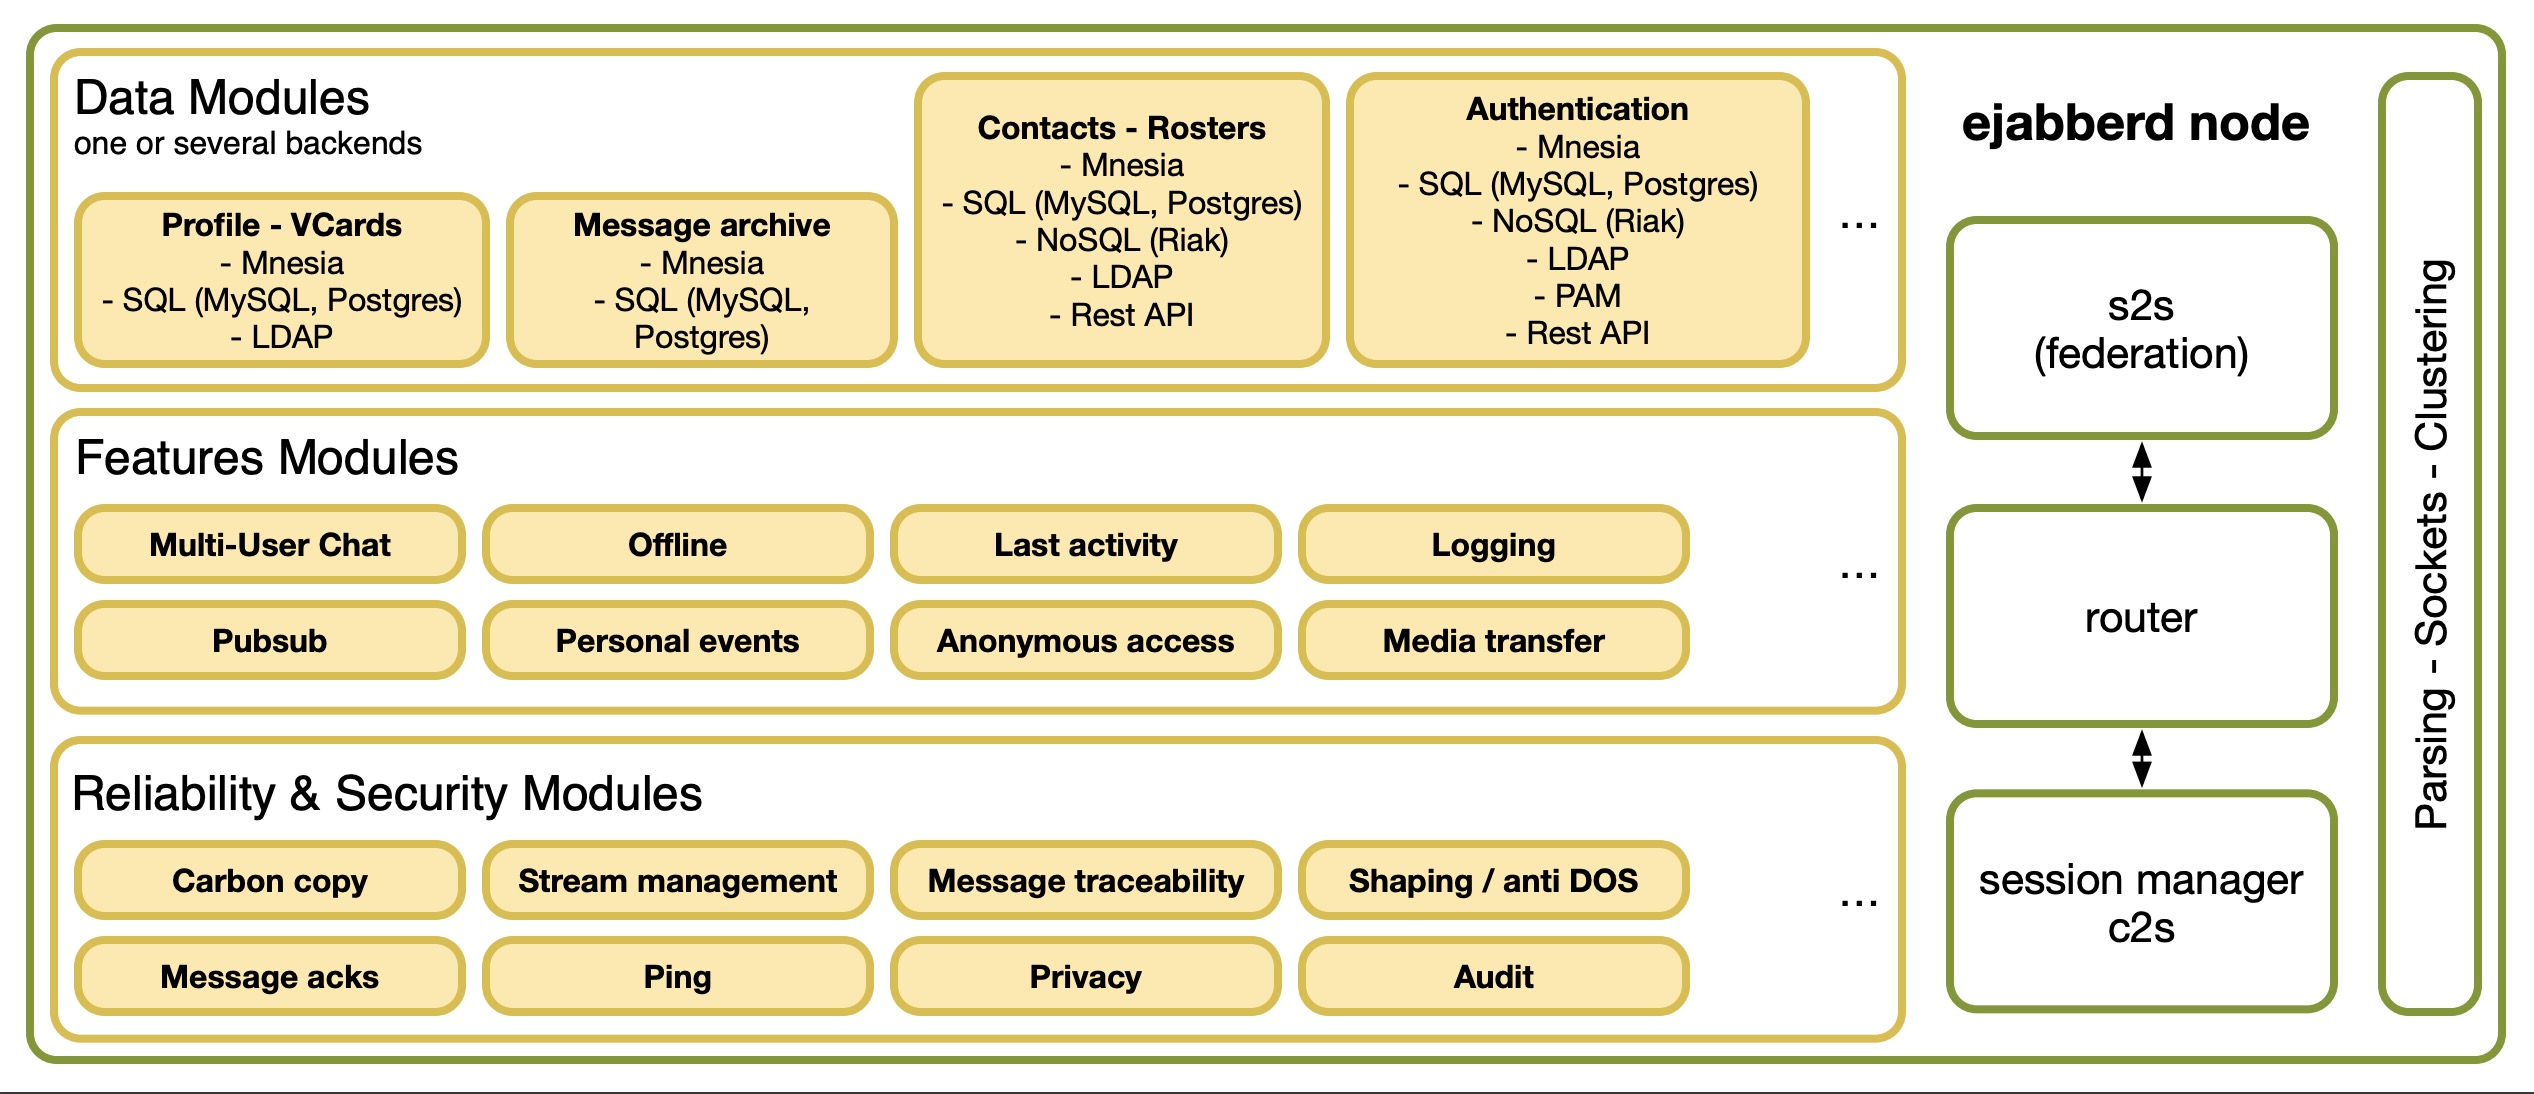 Data Modules
one or several backends
Profile - VCards
- Mnesia
- SQL (MySQL, Postgres)
- LDAP
Message archive
- Mnesia
- SQL (MySQL,
Postgres)
Contacts - Rosters
- Mnesia
- SQL (MySQL, Postgres)
- NoSQL (Riak)
- LDAP
- Rest API
Authentication
- Mnesia
- SQL (MySQL, Postgres)
- NoSQL (Riak)
- LDAP
- PAM
- Rest API
...
Features Modules
Multi-User Chat
Offline
Last activity
Logging
Pubsub
Personal events
Anonymous access
Media transfer
...
Reliability & Security Modules
Carbon copy
Stream management
Message traceability
Shaping / anti DOS
Message acks
Ping
Privacy
Audit
...
ejabberd node
s2s
(federation)
router
session manager
c2s
Parsing - Sockets - Clustering